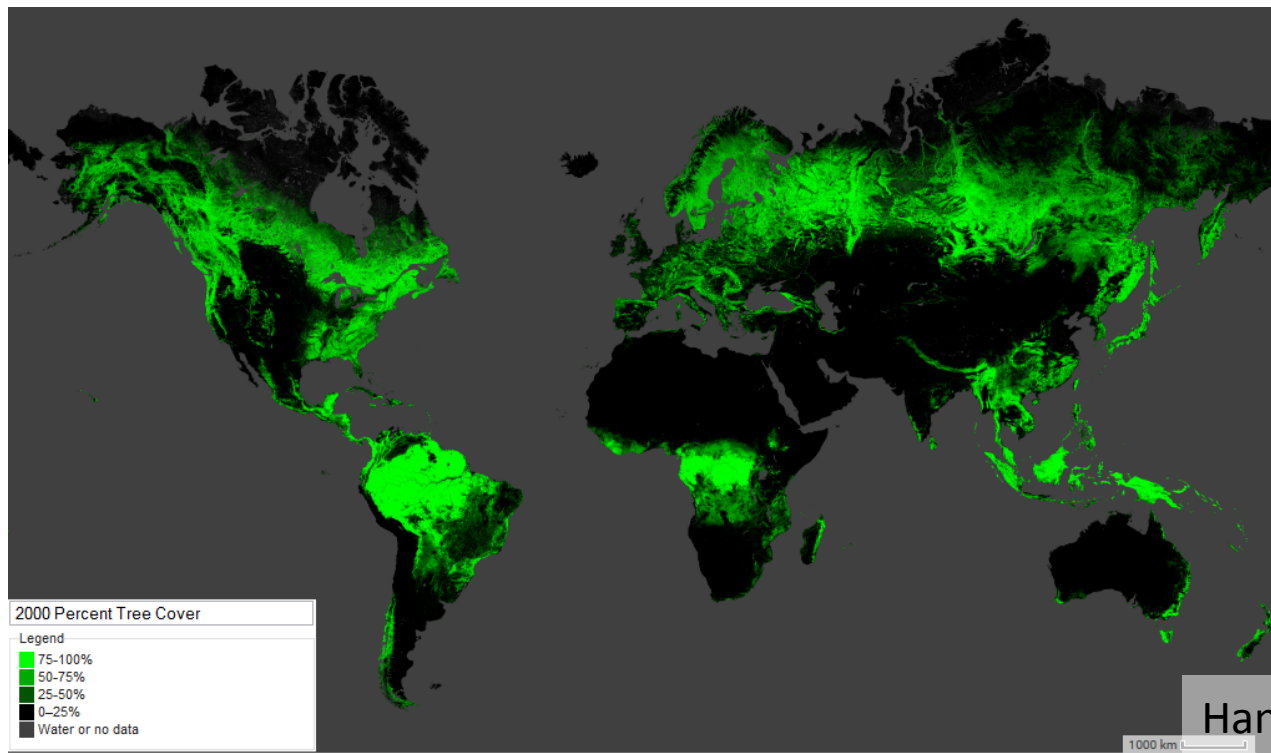 2000 Percent Tree Cover
Legend
75-100%
50-75%
25-50%
0–25%
Water or no data
1000 km
Han